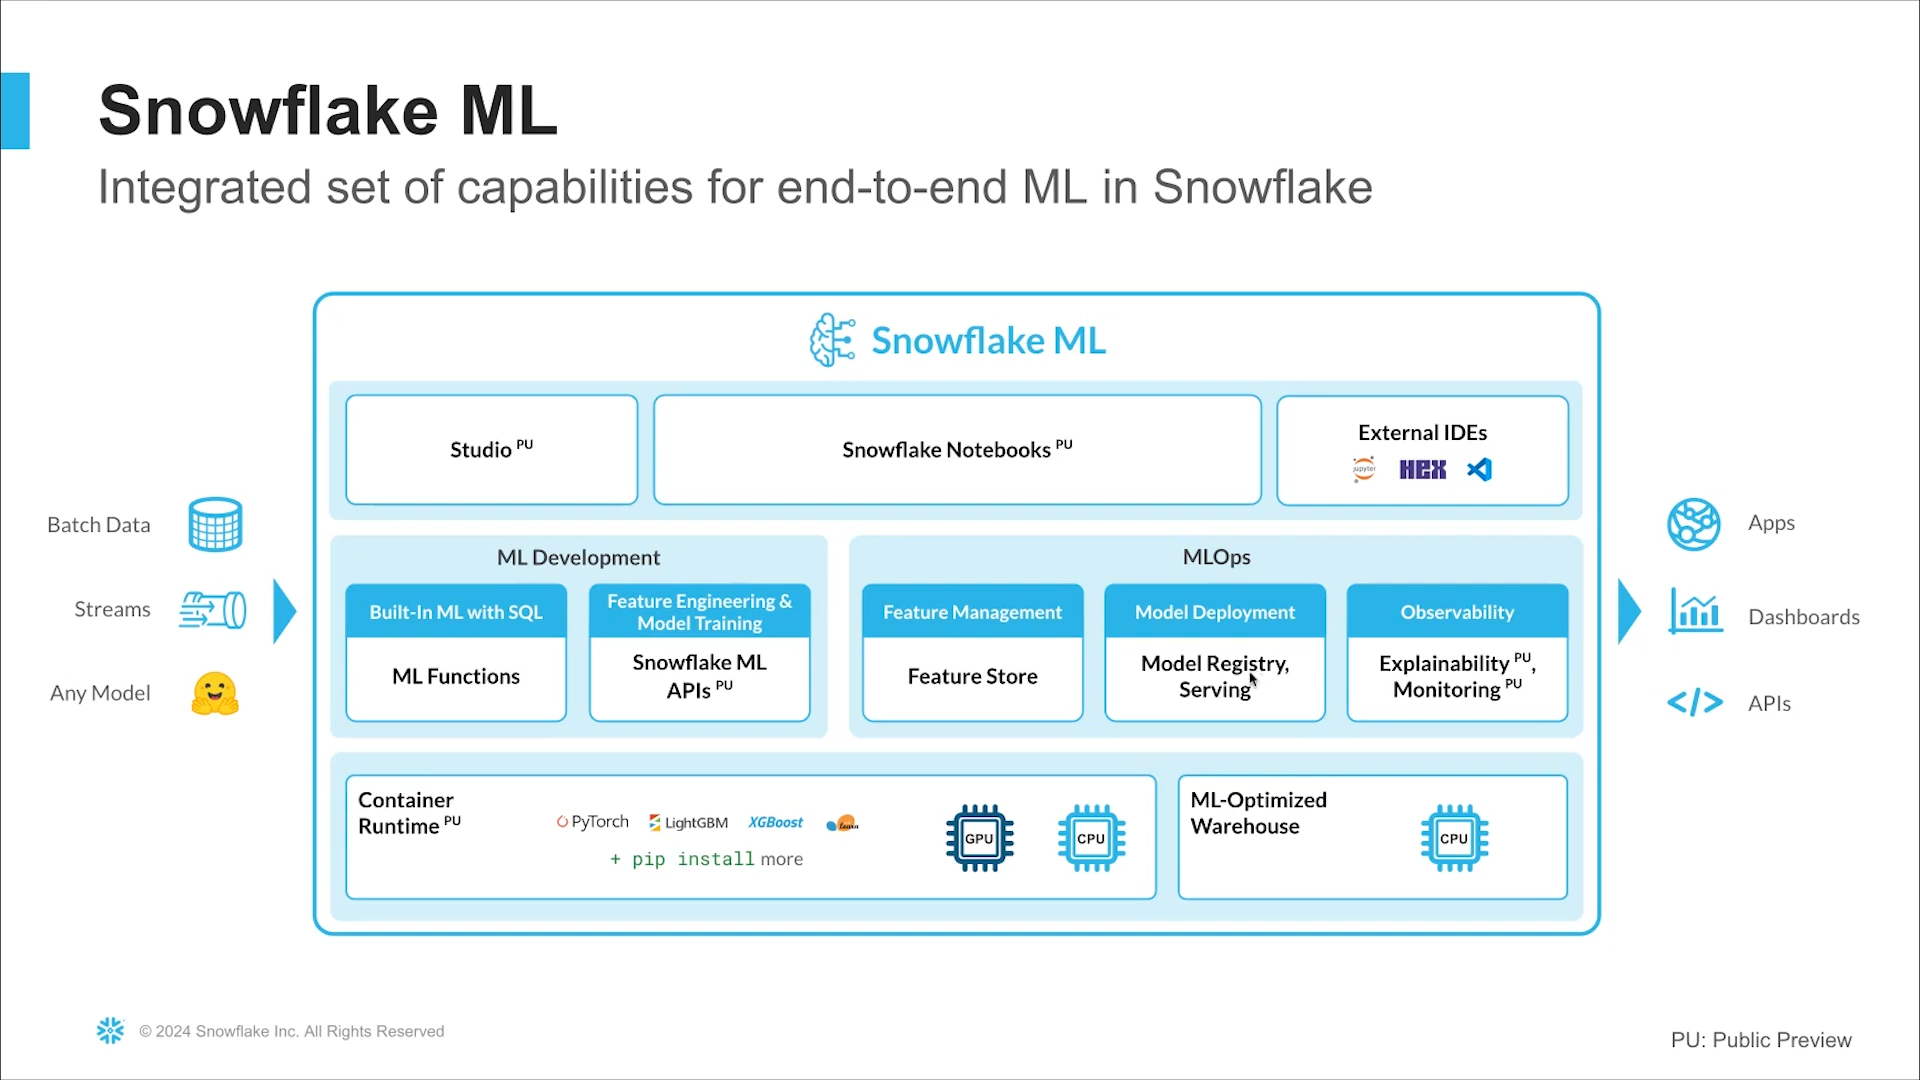 Snowflake ML
Integrated set of capabilities for end-to-end ML in Snowflake
Snowflake ML
Studio PU
Snowflake Notebooks PU
External IDEs
jupyter
HEX
Batch Data
Streams
Any Model
ML Development
Built-In ML with SQL
ML Functions
Feature Engineering &
Model Training
Snowflake ML
APIs PU
MLOps
Feature Management
Feature Store
Model Deployment
Model Registry,
Serving
Observability
Explainability PU,
Monitoring PU
Container
Runtime PU
PyTorch
LightGBM
XGBoost
learn
+ pip install more
GPU
CPU
ML-Optimized
Warehouse
CPU
Apps
Dashboards
</>
APIs
© 2024 Snowflake Inc. All Rights Reserved
PU: Public Preview